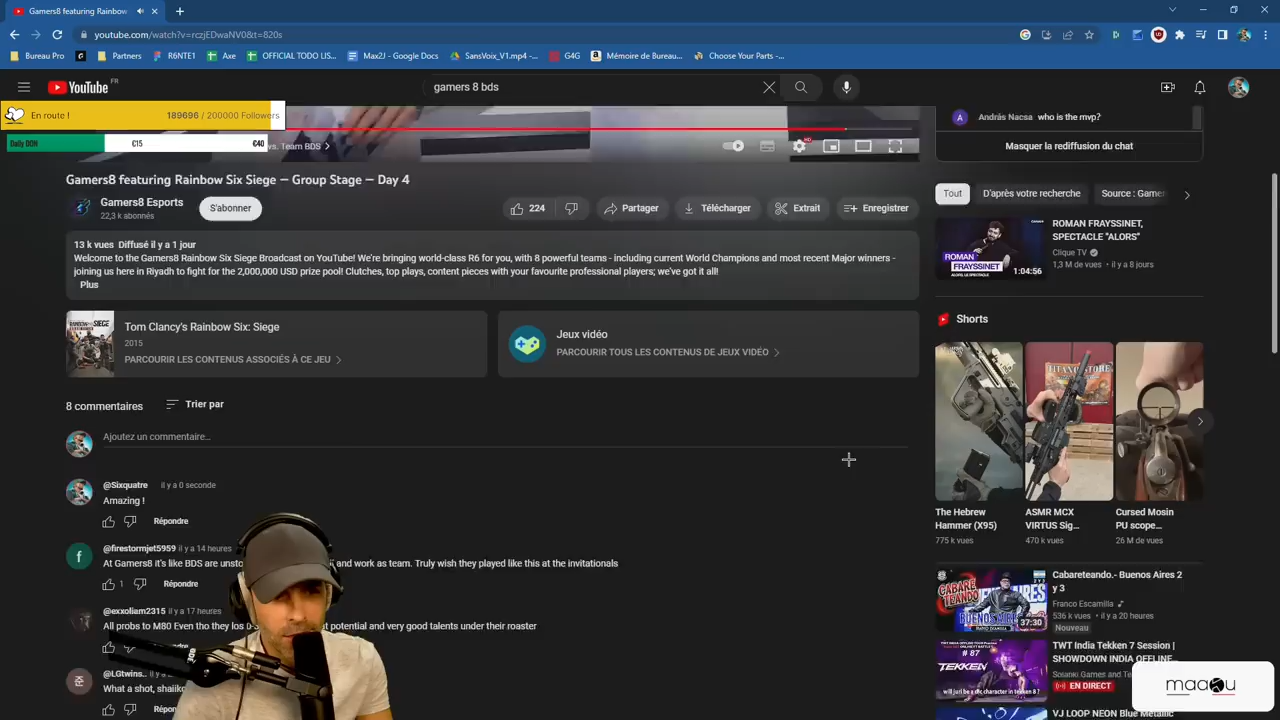 Gamers8 featuring Rainbow
youtube.com/watch?v=rczjEDwaNV0&t=820s
Bureau Pro
Partners
R6NTE1
Axe
OFFICIAL TODO LIS...
Max2J - Google Docs
SansVoix_V1.mp4 -...
G4G
Mémoire de Bureau...
Choose Your Parts -...
YouTube FR
gamers 8 bds
En route !
189696 / 200000 Followers
Daily DON
€15
€40
vs. Team BDS
HD
András Nacsa who is the mvp?
Masquer la rediffusion du chat
Gamers8 featuring Rainbow Six Siege – Group Stage – Day 4
Gamers8 Esports
22,3 k abonnés
S'abonner
224
Partager
Télécharger
Extrait
Enregistrer
Tout
D'après votre recherche
Source : Gamer
ROMAN FRAYSSINET,
SPECTACLE "ALORS"
Clique TV
1,3 M de vues • il y a 8 jours
ROMAN
FRAYSSINET
1:04:56
13 k vues Diffusé il y a 1 jour
Welcome to the Gamers8 Rainbow Six Siege Broadcast on YouTube! We're bringing world-class R6 for you, with 8 powerful teams - including current World Champions and most recent Major winners -
joining us here in Riyadh to fight for the 2,000,000 USD prize pool! Clutches, top plays, content pieces with your favourite professional players; we've got it all!
Plus
Tom Clancy's Rainbow Six: Siege
2015
PARCOURIR LES CONTENUS ASSOCIÉS À CE JEU
Jeux vidéo
PARCOURIR TOUS LES CONTENUS DE JEUX VIDÉO
Shorts
The Hebrew
Hammer (X95)
775 k vues
ASMR MCX
VIRTUS Sig...
470 k vues
Cursed Mosin
PU scope...
26 M de vues
8 commentaires
Trier par
Ajoutez un commentaire...
@Sixquatre il y a 0 seconde
Amazing !
Répondre
f
@firestormjet5959 il y a 14 heures
At Gamers8 it's like BDS are and work as team. Truly wish they played like this at the invitationals
1
Répondre
@exxoliam2315 il y a 17 heures
All probs to M80 Even tho they los potential and very good talents under their roaster
@LGtwins..
What a shot, shaiiko
Répondre
CABARETEANDO
BUENOS AIRES
37:30
Cabareteando.- Buenos Aires 2
y 3
Franco Escamilla
536 k vues • il y a 20 heures
Nouveau
TWT INDIA
TEKKEN
# 87
TWT India Tekken 7 Session |
SHOWDOWN INDIA OFFLINE...
EN DIRECT
VJ LOOP NEON Blue Metallic